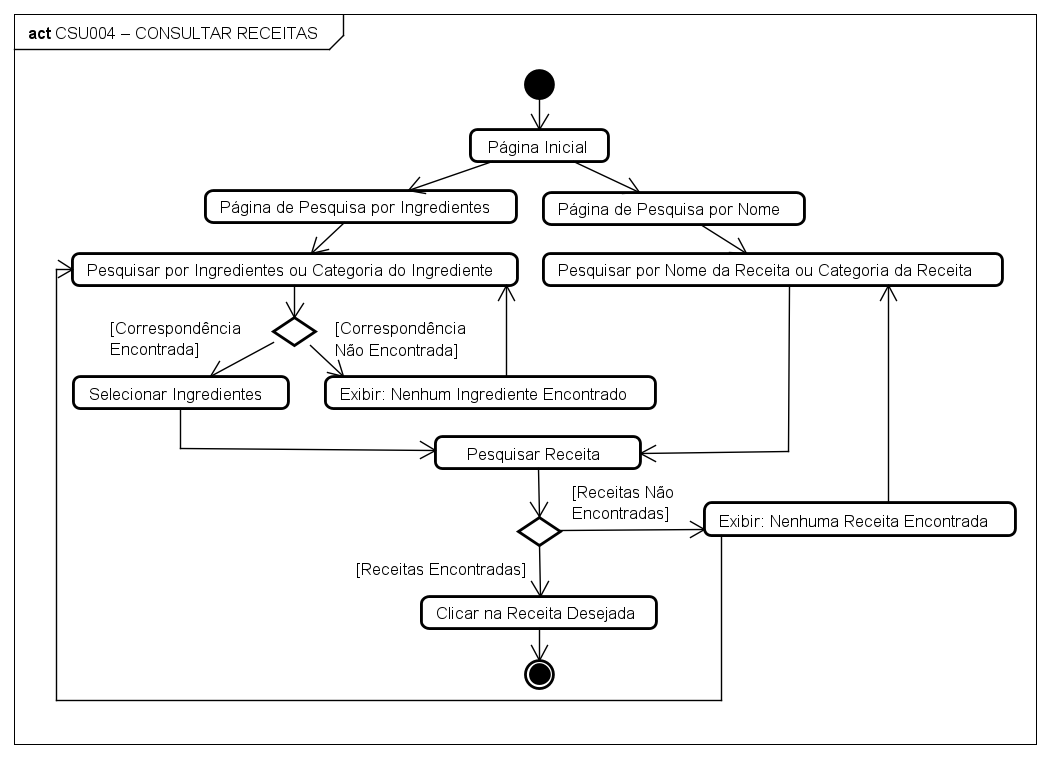 act CSU004 – CONSULTAR RECEITAS
Página Inicial
Página de Pesquisa por Ingredientes
Página de Pesquisa por Nome
Pesquisar por Ingredientes ou Categoria do Ingrediente
Pesquisar por Nome da Receita ou Categoria da Receita
[Correspondência
Encontrada]
[Correspondência
Não Encontrada]
Selecionar Ingredientes
Exibir: Nenhum Ingrediente Encontrado
Pesquisar Receita
[Receitas Não
Encontradas]
Exibir: Nenhuma Receita Encontrada
[Receitas Encontradas]
Clicar na Receita Desejada